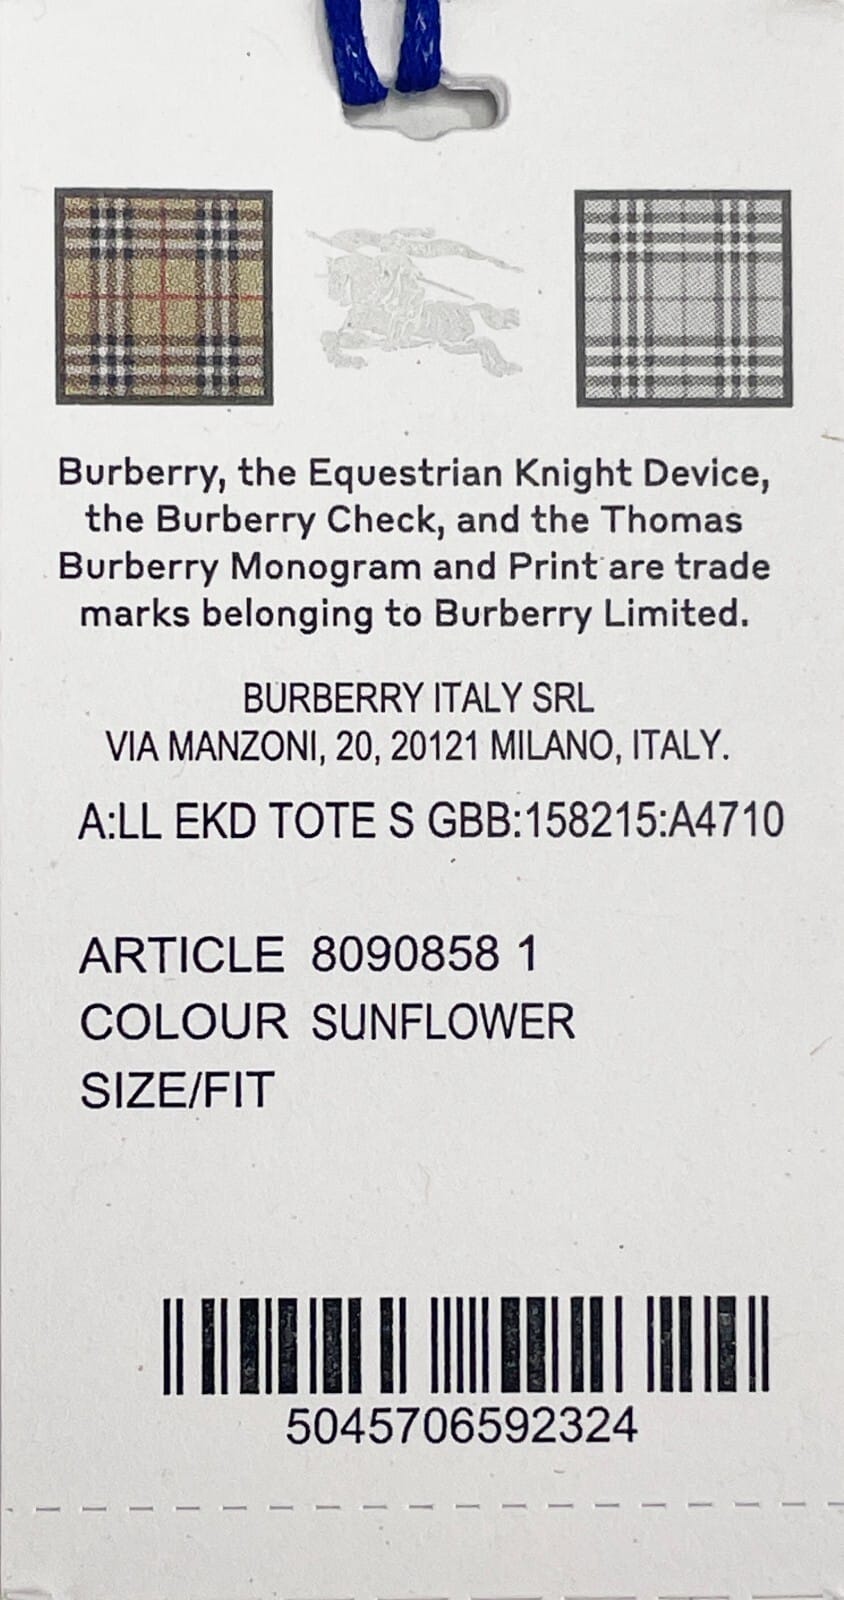 Burberry, the Equestrian Knight Device,
the Burberry Check, and the Thomas
Burberry Monogram and Print are trade
marks belonging to Burberry Limited.
BURBERRY ITALY SRL
VIA MANZONI, 20, 20121 MILANO, ITALY.
A:LL EKD TOTE S GBB:158215:A4710
ARTICLE 8090858 1
COLOUR SUNFLOWER
SIZE/FIT
5045706592324